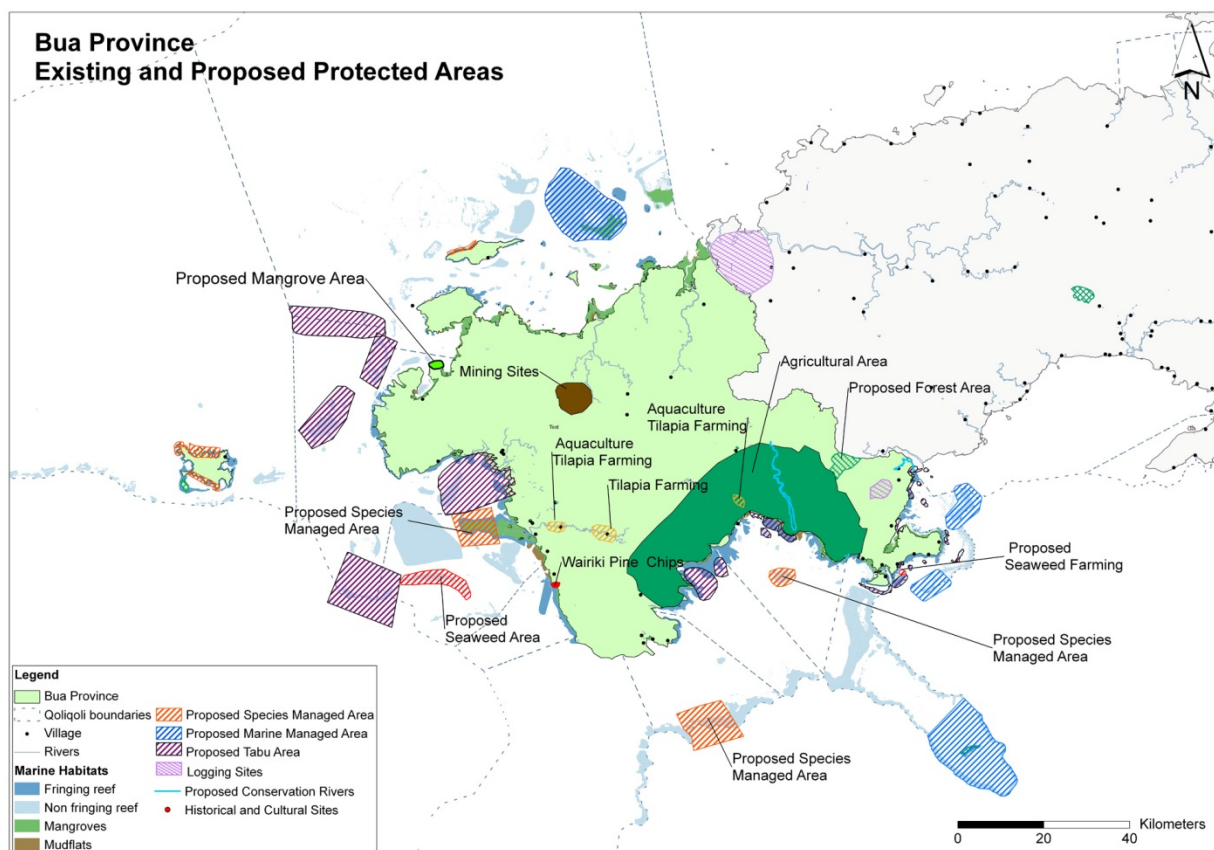 Bua Province
Existing and Proposed Protected Areas
N
Proposed Mangrove Area
Mining Sites
Agricultural Area
Proposed Forest Area
Aquaculture
Tilapia Farming
Text
Aquaculture
Tilapia Farming
Tilapia Farming
Proposed Species
Managed Area
Wairiki Pine Chips
Proposed
Seaweed Farming
Proposed
Seaweed Area
Proposed Species
Managed Area
Proposed Species
Managed Area
Legend
Bua Province
Qoliqoli boundaries
Village
Rivers
Marine Habitats
Fringing reef
Non fringing reef
Mangroves
Mudflats
Proposed Species Managed Area
Proposed Marine Managed Area
Proposed Tabu Area
Logging Sites
Proposed Conservation Rivers
Historical and Cultural Sites
Kilometers
0 20 40